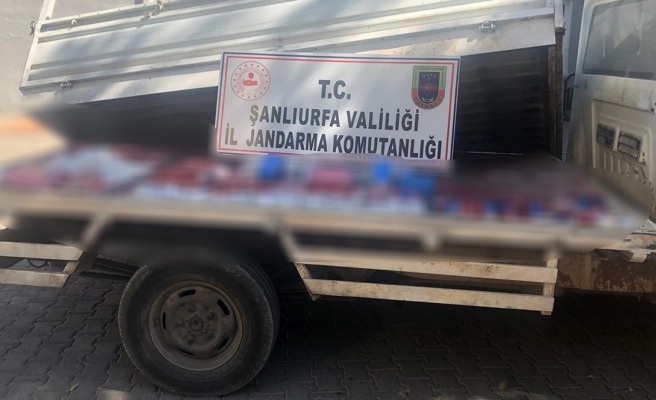 T.C.
ŞANLIURFA VALİLİĞİ
İL JANDARMA KOMUTANLIĞI